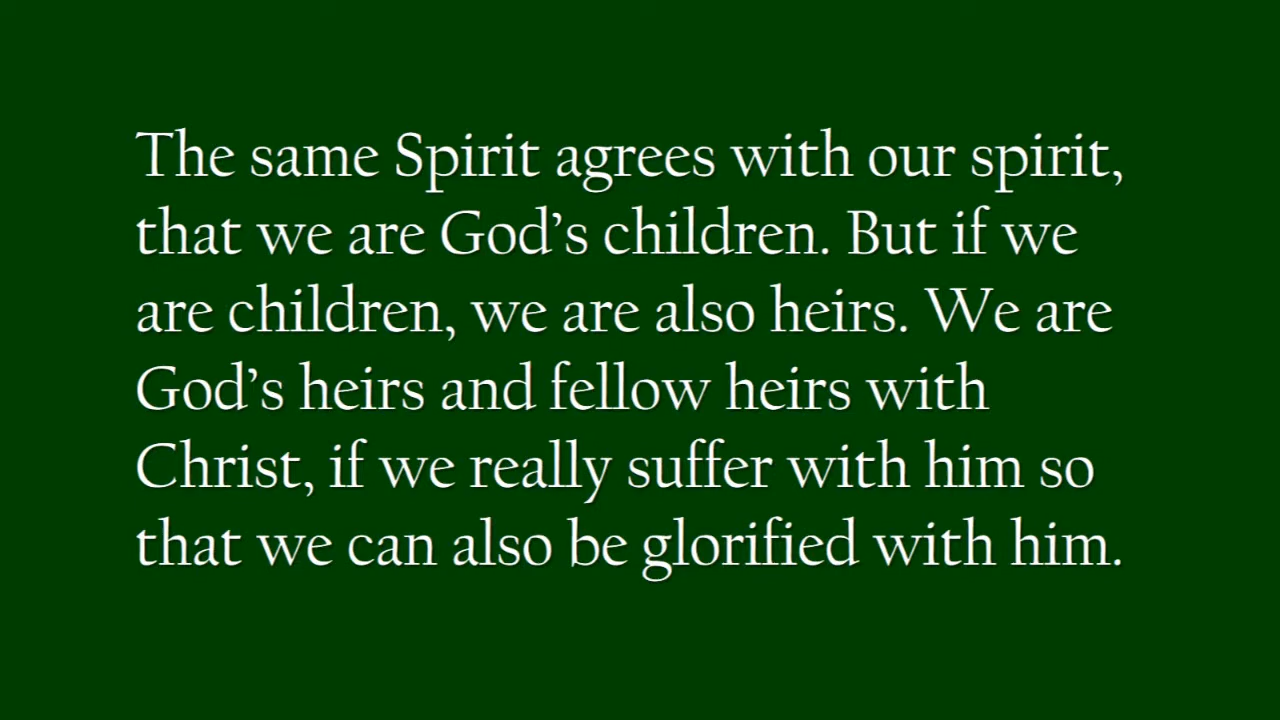 The same Spirit agrees with our spirit,
that we are God’s children. But if we
are children, we are also heirs. We are
God’s heirs and fellow heirs with
Christ, if we really suffer with him so
that we can also be glorified with him.